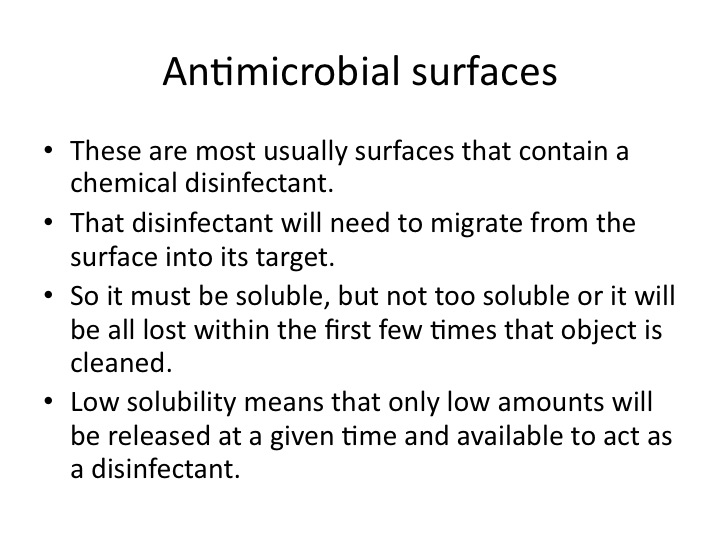 Antimicrobial surfaces
• These are most usually surfaces that contain a
chemical disinfectant.
• That disinfectant will need to migrate from the
surface into its target.
• So it must be soluble, but not too soluble or it will
be all lost within the first few times that object is
cleaned.
• Low solubility means that only low amounts will
be released at a given time and available to act as
a disinfectant.